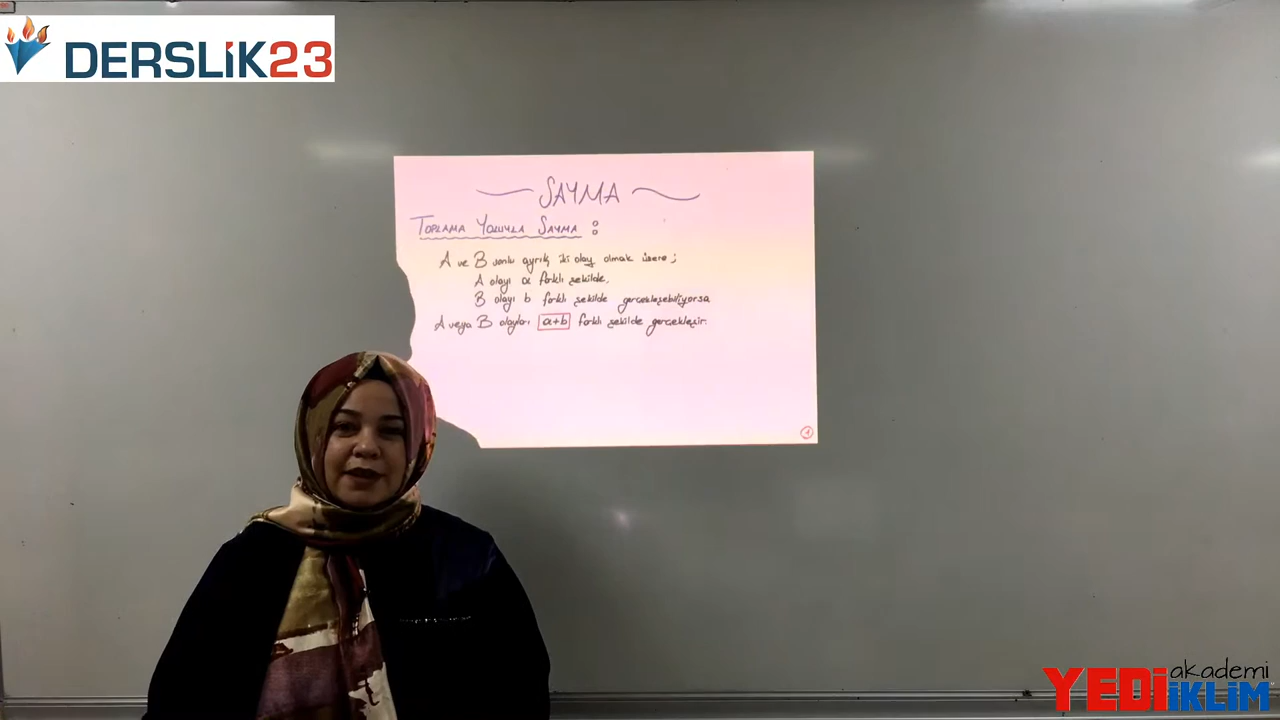 DERSLİK23
SAYMA
TOPLAMA YOLUYLA SAYMA :
A ve B sonlu ayrık iki olay olmak üzere ;
A olayı a farklı şekilde,
B olayı b farklı şekilde gerçekleşebiliyorsa
A veya B olayları a+b farklı şekilde gerçekleşir.
1
YEDİ akademi
İKLİM